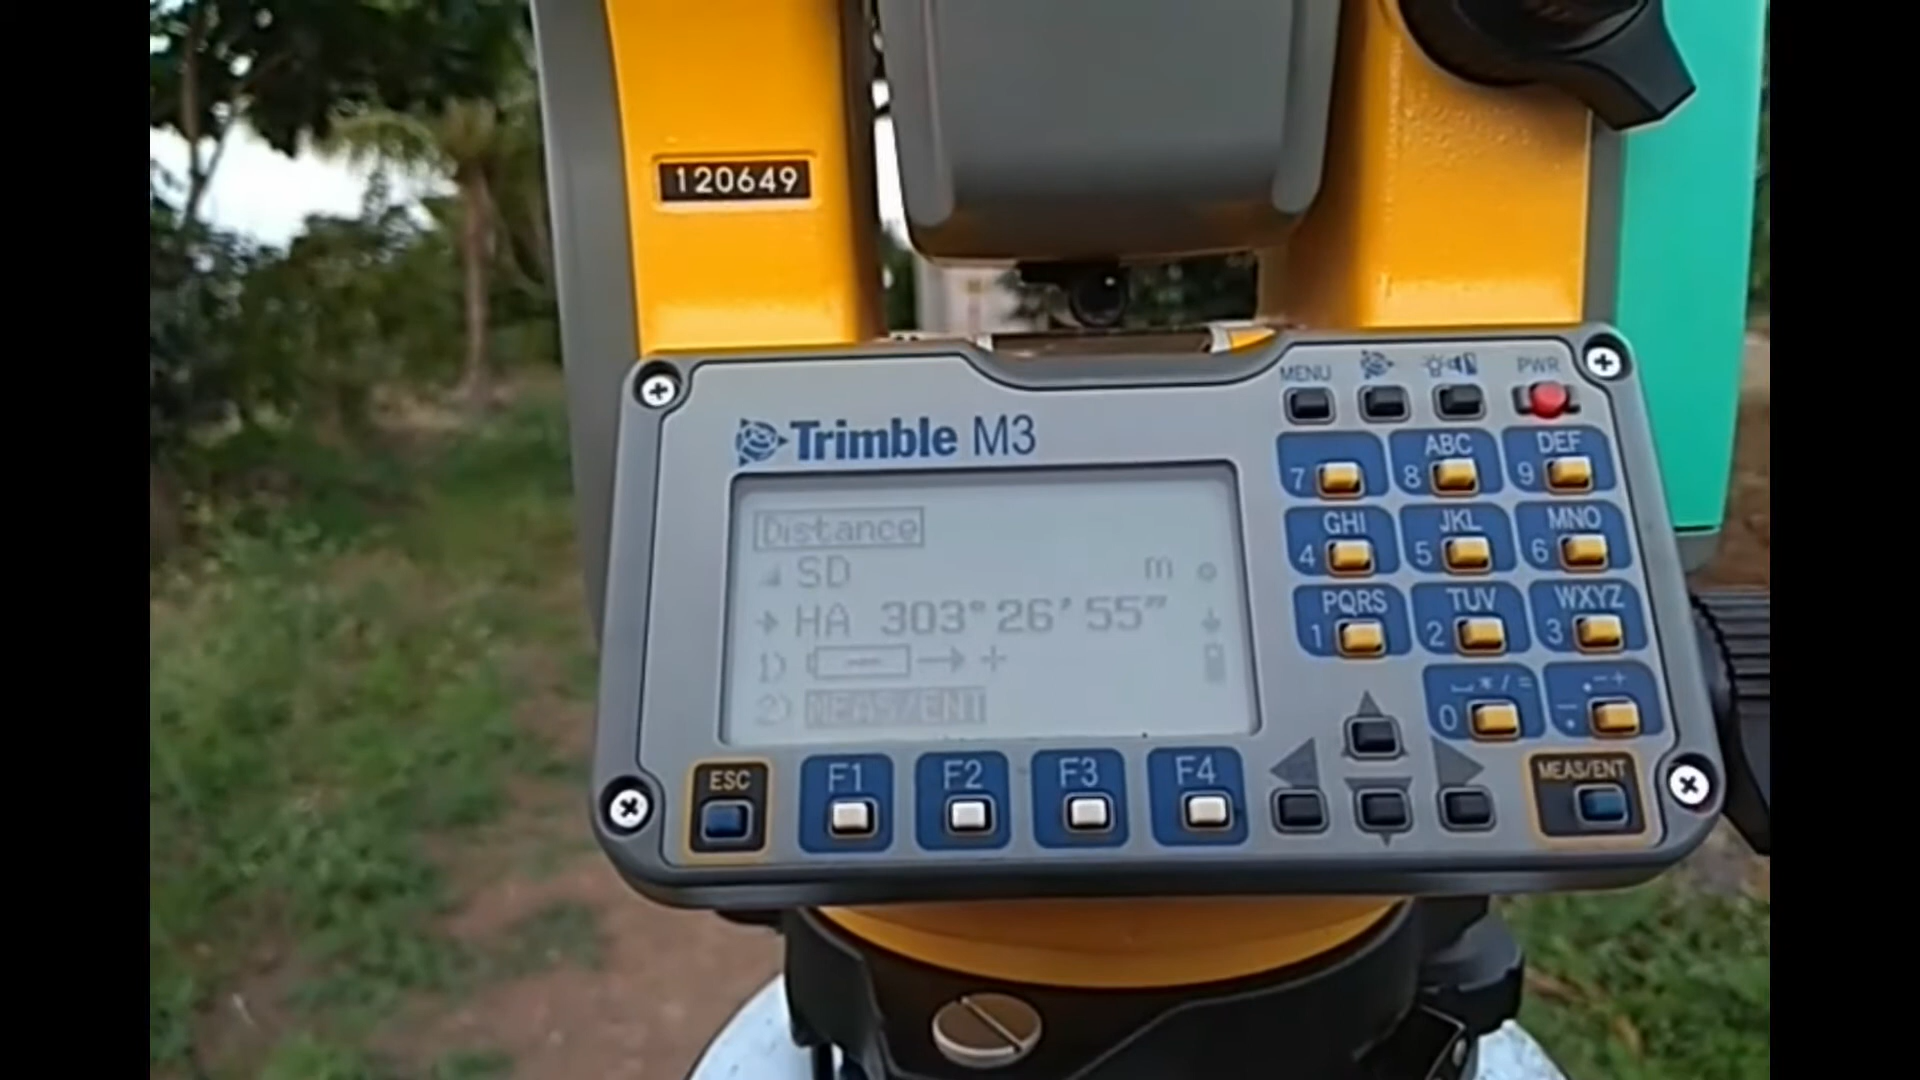 120649
MENU PWR
Trimble M3
7 8 ABC 9 DEF
4 GHI 5 JKL 6 MNO
1 PQRS 2 TUV 3 WXYZ
0 */= .-+
Distance
SD m
HA 303°26'55"
1) → +
2) MEAS/ENT
ESC F1 F2 F3 F4 MEAS/ENT